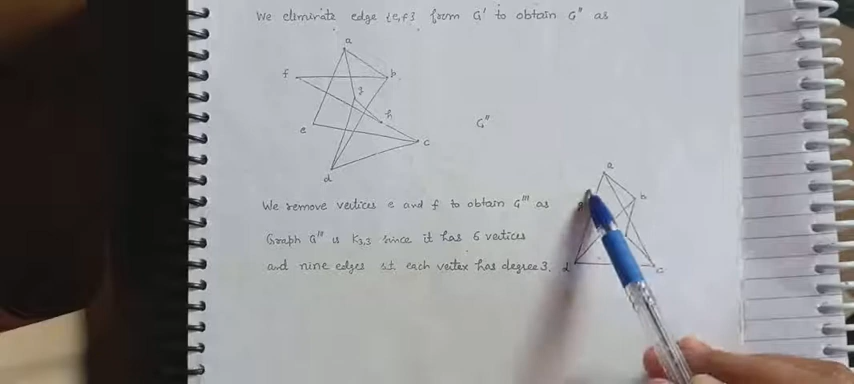 We eliminate edge {e,f} from G' to obtain G" as
a
f
b
g
h
e
G"
c
d
a
We remove vertices e and f to obtain G''' as
b
Graph G''' is K3,3 since it has 6 vertices
and nine edges st each vertex has degree 3.
d
c